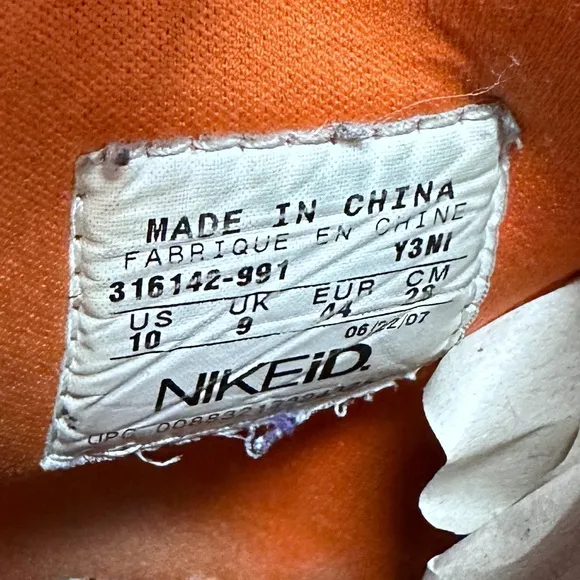 MADE IN CHINA
FABRIQUE EN CHINE
316142-991 Y3NI
US UK EUR CM
10 9 44 28
06/22/07
NIKEiD.
UPC